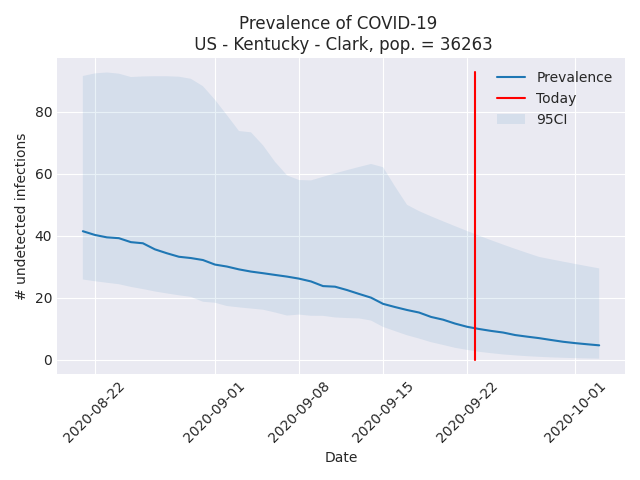 Prevalence of COVID-19
US - Kentucky - Clark, pop. = 36263
Prevalence
Today
95CI
# undetected infections
80
60
40
20
0
2020-08-22
2020-09-01
2020-09-08
2020-09-15
2020-09-22
2020-10-01
Date